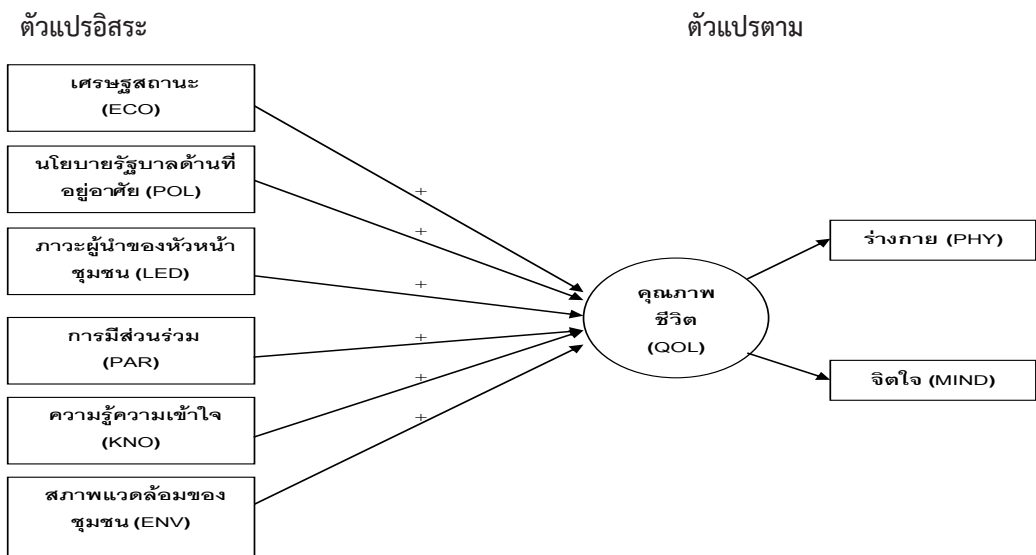 ตัวแปรอิสระ
ตัวแปรตาม
เศรษฐสถานะ
(ECO)
นโยบายรัฐบาลด้านที่
อยู่อาศัย (POL)
ภาวะผู้นำของหัวหน้า
ชุมชน (LED)
การมีส่วนร่วม
(PAR)
ความรู้ความเข้าใจ
(KNO)
สภาพแวดล้อมของ
ชุมชน (ENV)
+
+
+
+
+
คุณภาพ
ชีวิต
(QOL)
ร่างกาย (PHY)
จิตใจ (MIND)